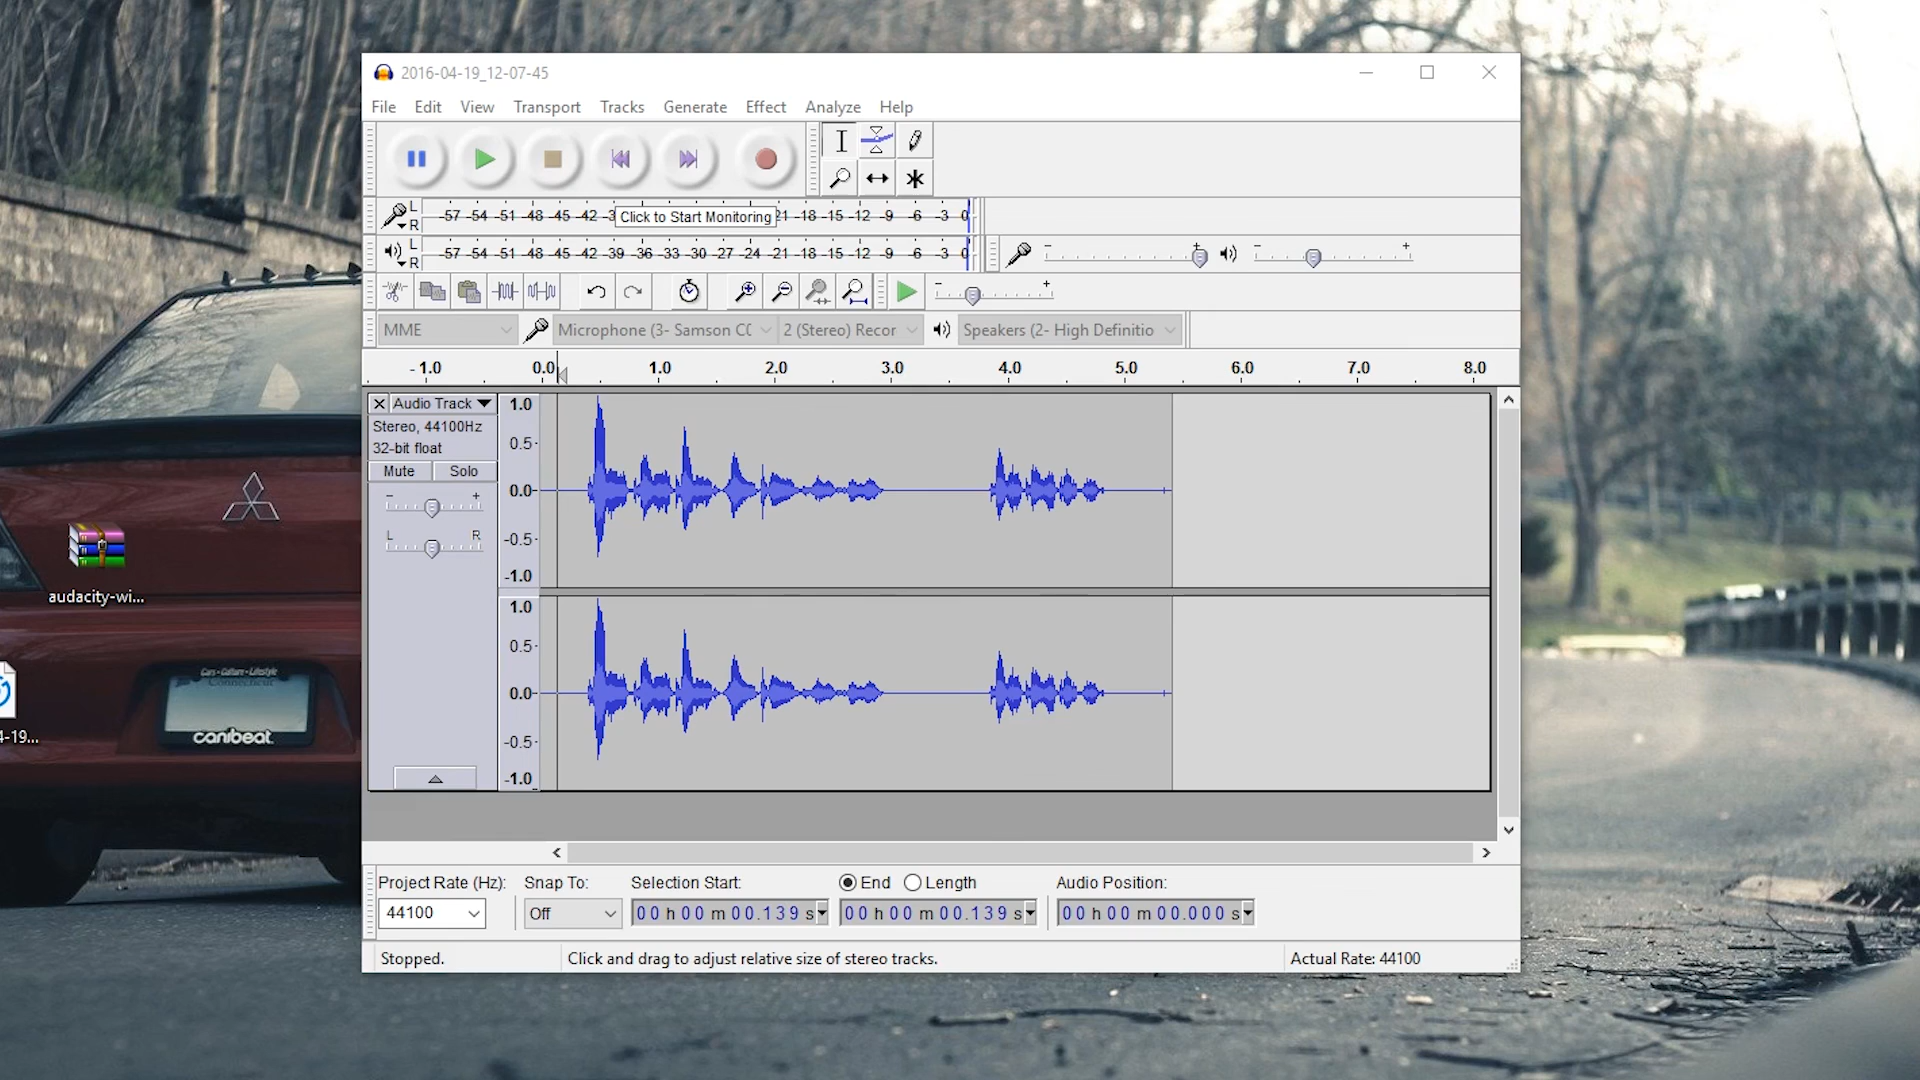 2016-04-19_12-07-45
File Edit View Transport Tracks Generate Effect Analyze Help
L
R
-57 -54 -51 -48 -45 -42 -3 Click to Start Monitoring 21 -18 -15 -12 -9 -6 -3 0
L
R
-57 -54 -51 -48 -45 -42 -39 -36 -33 -30 -27 -24 -21 -18 -15 -12 -9 -6 -3 0
- + - +
- +
MME Microphone (3- Samson C( 2 (Stereo) Recor Speakers (2- High Definitio
-1.0 0.0 1.0 2.0 3.0 4.0 5.0 6.0 7.0 8.0
Audio Track
Stereo, 44100Hz
32-bit float
Mute Solo
- +
L R
1.0
0.5
0.0
-0.5
-1.0
1.0
0.5
0.0
-0.5
-1.0
audacity-wi...
4-19...
Cars - Culture - Lifestyle
Connecticut
canibeat.
Project Rate (Hz): Snap To: Selection Start: End Length Audio Position:
44100 Off 00 h 00 m 00.139 s 00 h 00 m 00.139 s 00 h 00 m 00.000 s
Stopped. Click and drag to adjust relative size of stereo tracks. Actual Rate: 44100